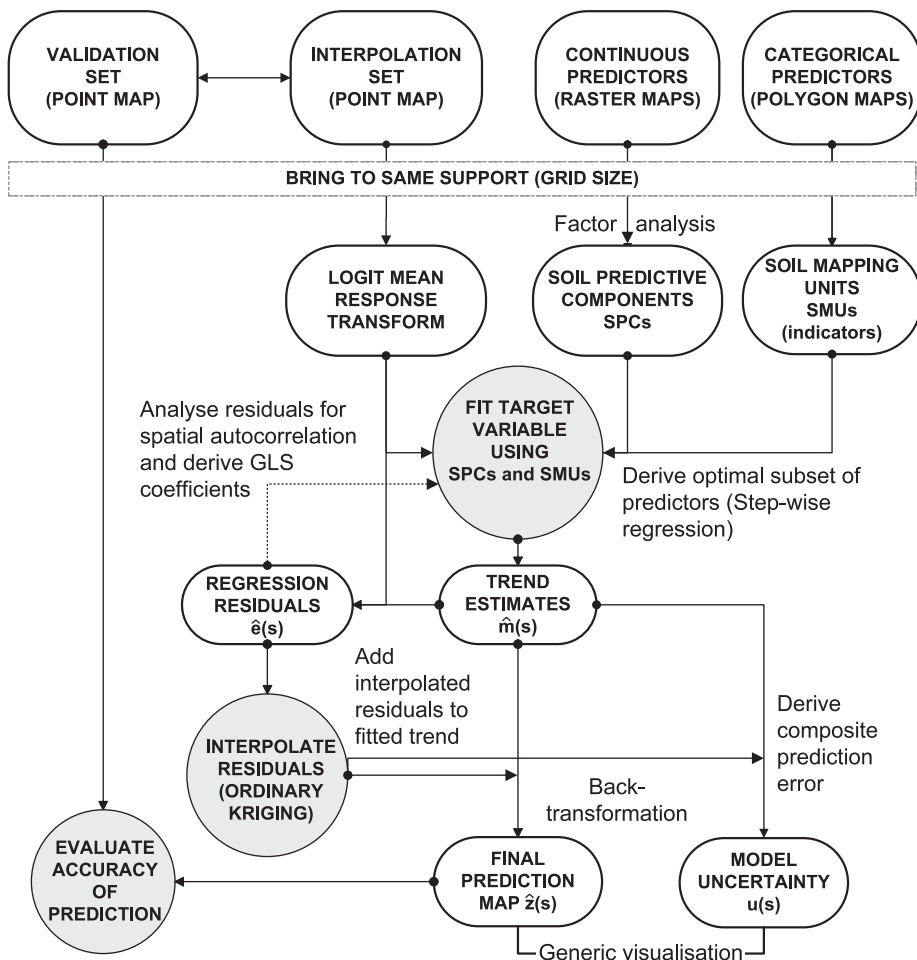 VALIDATION
SET
(POINT MAP)
INTERPOLATION
SET
(POINT MAP)
CONTINUOUS
PREDICTORS
(RASTER MAPS)
CATEGORICAL
PREDICTORS
(POLYGON MAPS)
BRING TO SAME SUPPORT (GRID SIZE)
Factor analysis
LOGIT MEAN
RESPONSE
TRANSFORM
SOIL PREDICTIVE
COMPONENTS
SPCs
SOIL MAPPING
UNITS
SMUs
(indicators)
Analyse residuals for
spatial autocorrelation
and derive GLS
coefficients
FIT TARGET
VARIABLE
USING
SPCs and SMUs
Derive optimal subset of
predictors (Step-wise
regression)
REGRESSION
RESIDUALS
ê(s)
TREND
ESTIMATES
m̂(s)
Add
interpolated
residuals to
fitted trend
Derive
composite
prediction
error
INTERPOLATE
RESIDUALS
(ORDINARY
KRIGING)
Back-
transformation
EVALUATE
ACCURACY
OF
PREDICTION
FINAL
PREDICTION
MAP ẑ(s)
MODEL
UNCERTAINTY
u(s)
Generic visualisation